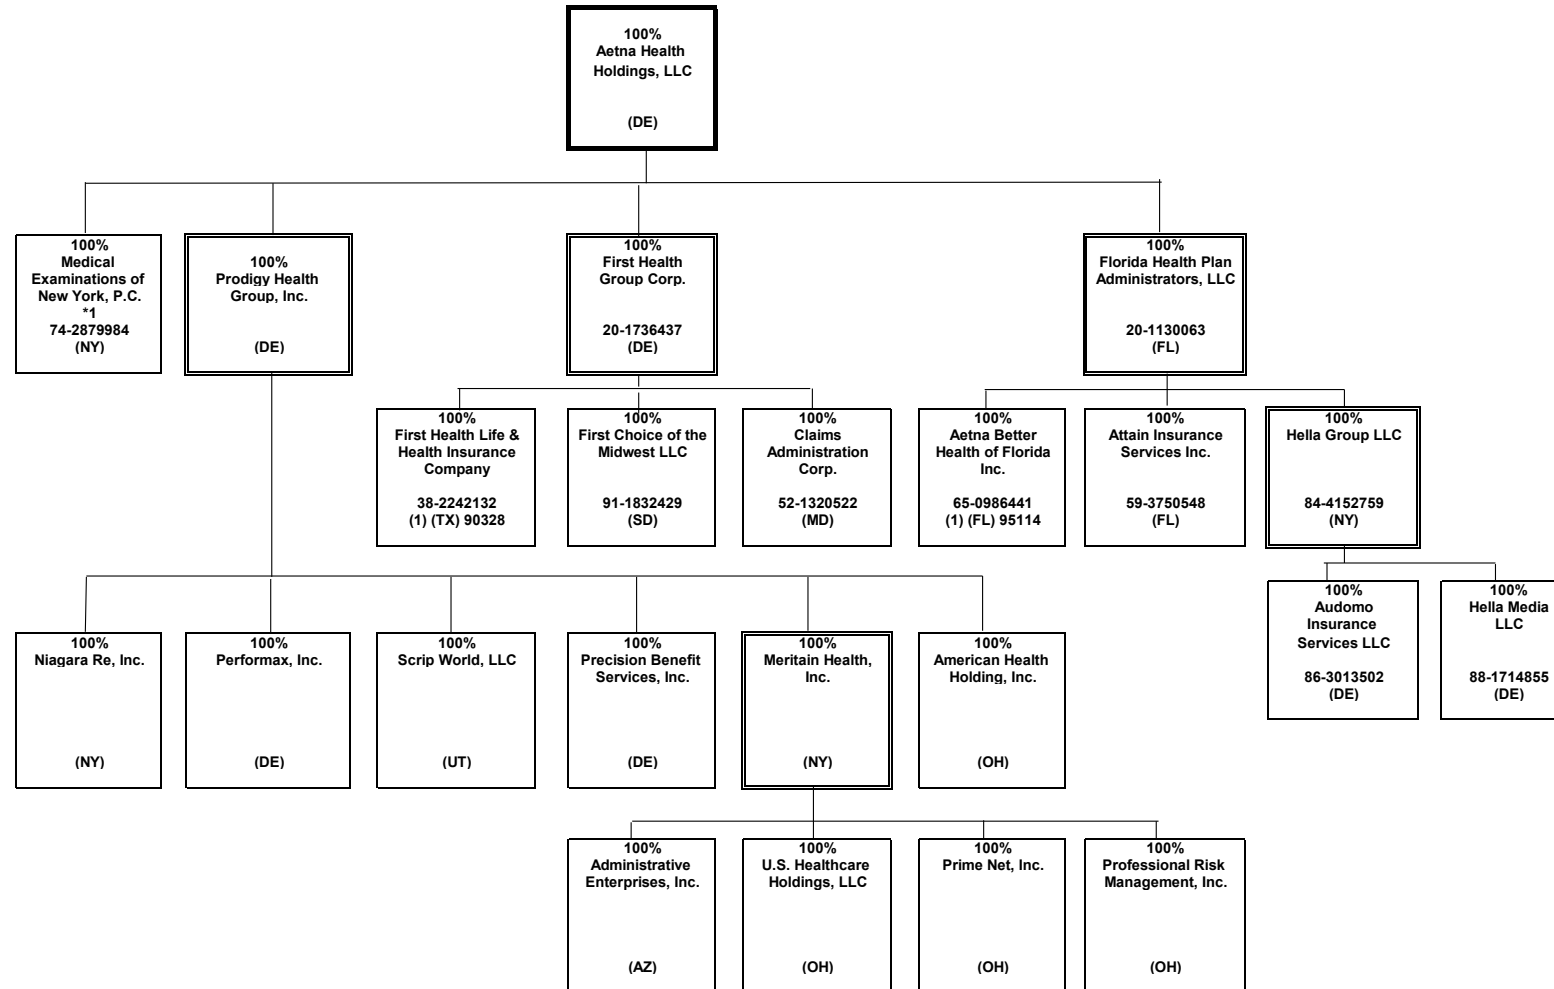 100%
Aetna Health
Holdings, LLC
(DE)
100%
Medical
Examinations of
New York, P.C.
*1
74-2879984
(NY)
100%
Prodigy Health
Group, Inc.
(DE)
100%
First Health
Group Corp.
20-1736437
(DE)
100%
Florida Health Plan
Administrators, LLC
20-1130063
(FL)
100%
First Health Life &
Health Insurance
Company
38-2242132
(1) (TX) 90328
100%
First Choice of the
Midwest LLC
91-1832429
(SD)
100%
Claims
Administration
Corp.
52-1320522
(MD)
100%
Aetna Better
Health of Florida
Inc.
65-0986441
(1) (FL) 95114
100%
Attain Insurance
Services Inc.
59-3750548
(FL)
100%
Hella Group LLC
84-4152759
(NY)
100%
Audomo
Insurance
Services LLC
86-3013502
(DE)
100%
Hella Media
LLC
88-1714855
(DE)
100%
Niagara Re, Inc.
(NY)
100%
Performax, Inc.
(DE)
100%
Scrip World, LLC
(UT)
100%
Precision Benefit
Services, Inc.
(DE)
100%
Meritain Health,
Inc.
(NY)
100%
American Health
Holding, Inc.
(OH)
100%
Administrative
Enterprises, Inc.
(AZ)
100%
U.S. Healthcare
Holdings, LLC
(OH)
100%
Prime Net, Inc.
(OH)
100%
Professional Risk
Management, Inc.
(OH)